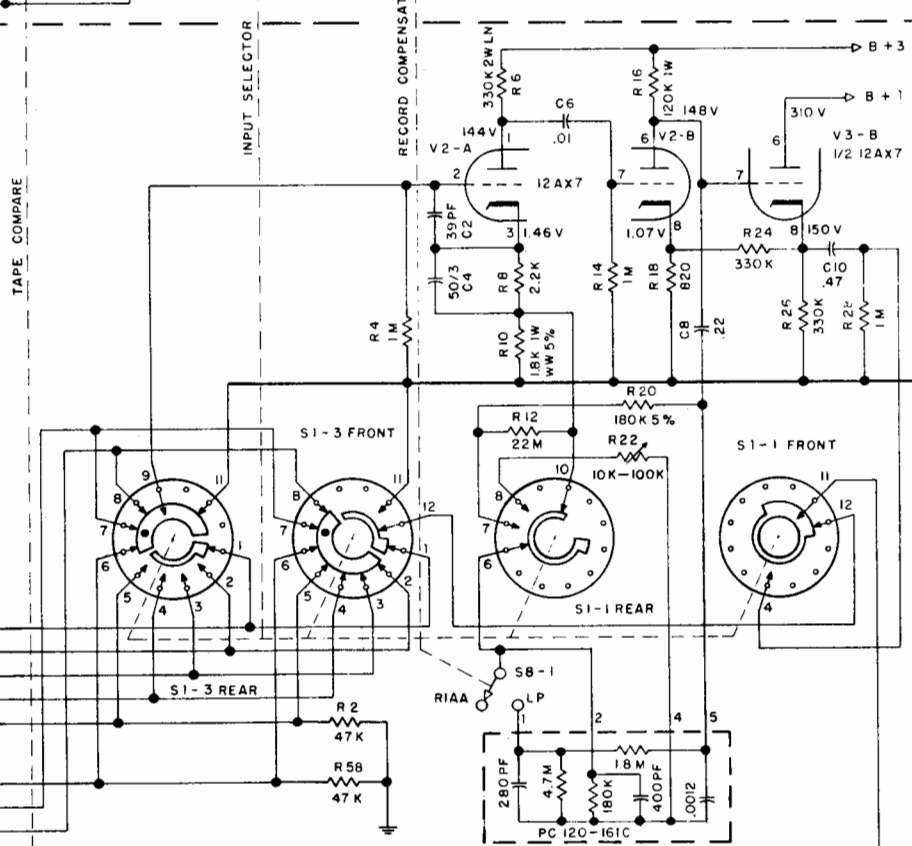 TAPE COMPARE
INPUT SELECTOR
RECORD COMPENSAT
330K 2W LN
R 6
R 16
120K 1W
B + 3
B + 1
C6
.01
144V
1
V2-A
2
12AX7
3
1.46V
148V
6
V2-B
7
1.07V
8
310V
6
V3-B
1/2 12AX7
7
8
150V
R24
330K
C10
.47
39PF
C2
50/3
C4
R8
2.2K
R14
1M
R18
820
C8
.22
R26
330K
1M
R4
1M
R10
1.8K 1W
WW 5%
R20
180K 5%
R12
22M
R22
10K-100K
S1-3 FRONT
S1-1 FRONT
9
11
8
7
6
5
4
3
2
1
8
7
6
5
4
3
2
1
11
12
10
8
7
6
11
12
4
S1-1 REAR
S1-3 REAR
S8-1
RIAA
LP
R2
47K
R58
47K
1
2
4
5
280PF
4.7M
180K
1.8M
400PF
.0012
PC 120-161C